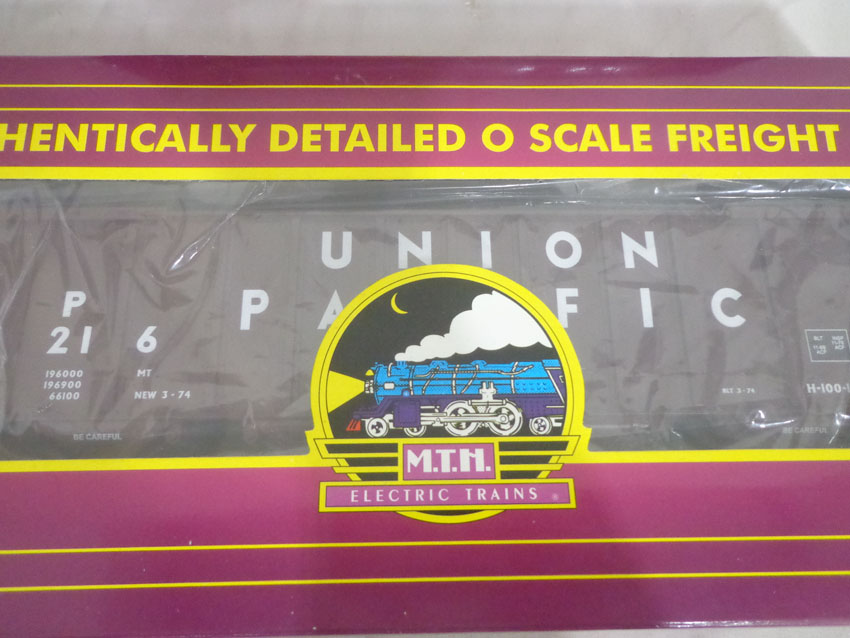 HENTICALLY DETAILED O SCALE FREIGHT
UNION
P PA FIC
21 6
196000 MT
196900
66100 NEW 3-74
BLT 3-74
H-100-
BE CAREFUL
BE CAREFUL
M.T.H.
ELECTRIC TRAINS